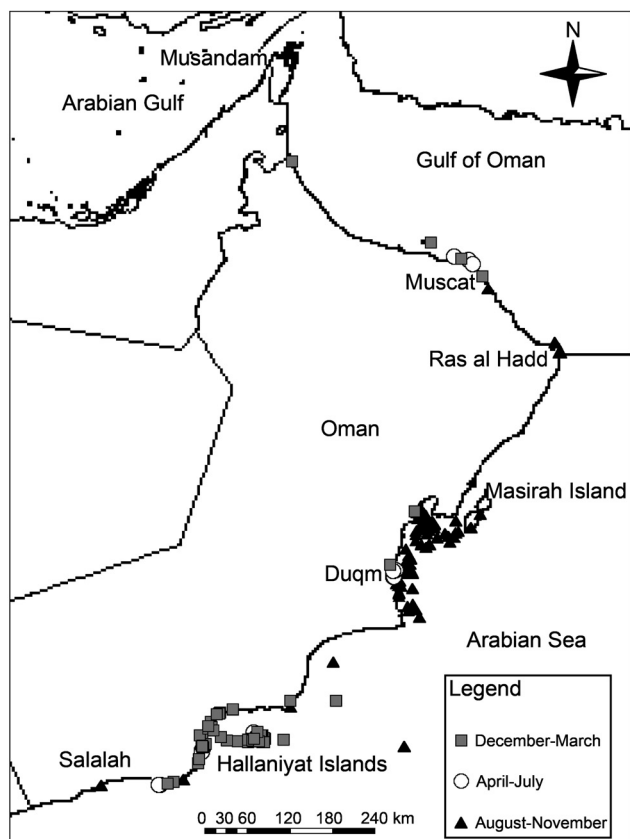 N
Musandam
Arabian Gulf
Gulf of Oman
Muscat
Ras al Hadd
Oman
Masirah Island
Duqm
Arabian Sea
Legend
December-March
April-July
August-November
Salalah
Hallaniyat Islands
0 30 60 120 180 240 km